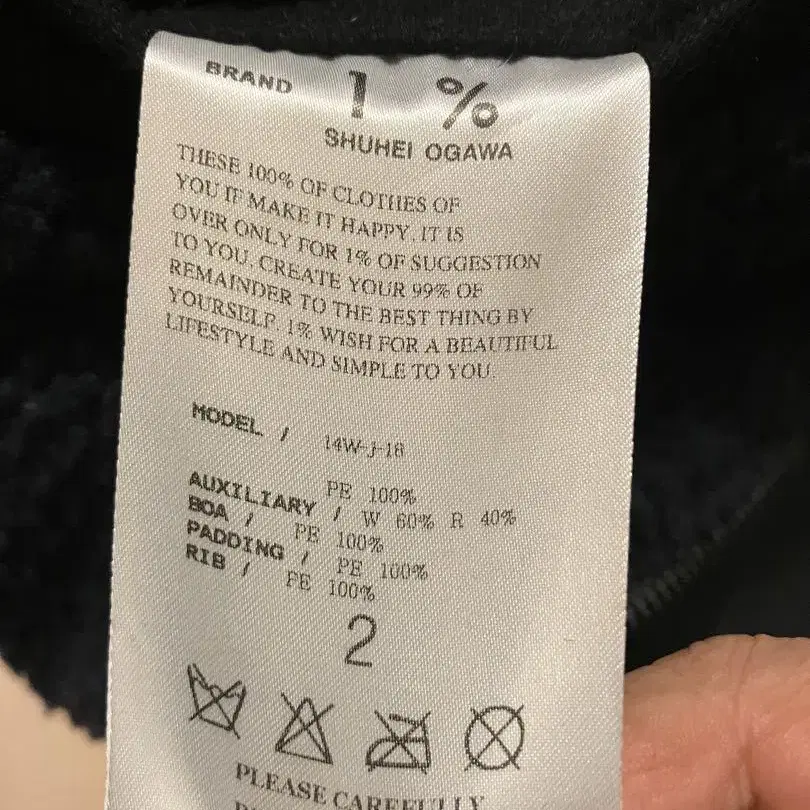 BRAND 1 %
SHUHEI OGAWA
THESE 100% OF CLOTHES OF
YOU IF MAKE IT HAPPY. IT IS
OVER ONLY FOR 1% OF SUGGESTION
TO YOU. CREATE YOUR 99% OF
REMAINDER TO THE BEST THING BY
YOURSELF. 1% WISH FOR A BEAUTIFUL
LIFESTYLE AND SIMPLE TO YOU.
MODEL / 14W-J-18
PE 100%
AUXILIARY / W 60% R 40%
BOA / PE 100%
PADDING / PE 100%
RIB / PE 100%
2
PLEASE CAREFULLY